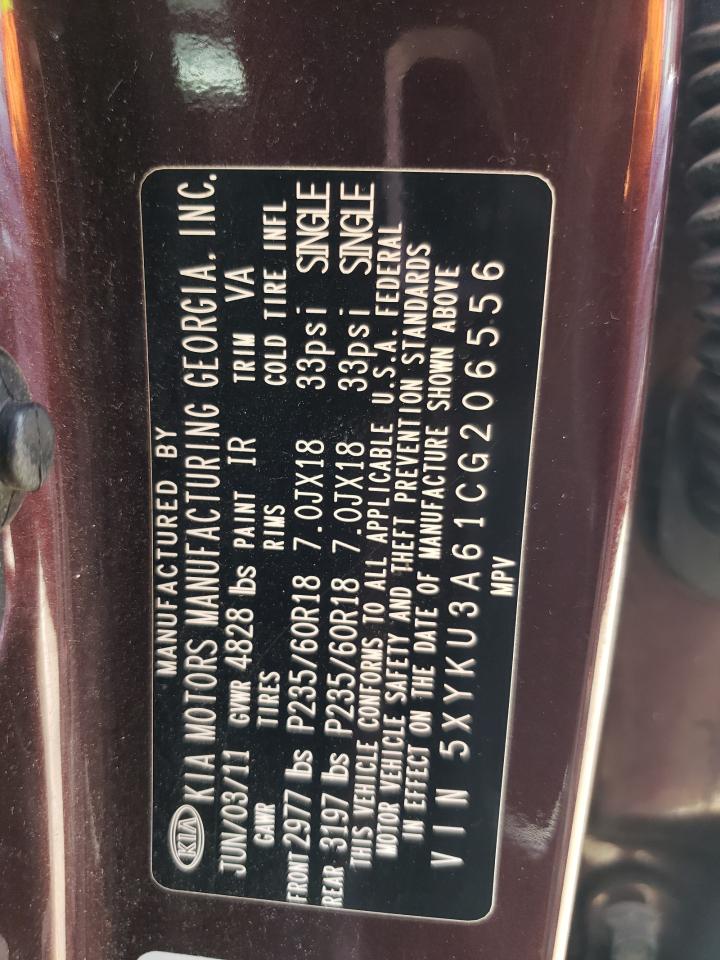 MANUFACTURED BY
KIA KIA MOTORS MANUFACTURING GEORGIA, INC.
JUN/03/11 GVWR 4828 lbs PAINT IR TRIM VA
GAWR TIRES RIMS COLD TIRE INFL
FRONT 2977 lbs P235/60R18 7.0JX18 33psi SINGLE
REAR 3197 lbs P235/60R18 7.0JX18 33psi SINGLE
THIS VEHICLE CONFORMS TO ALL APPLICABLE U.S.A. FEDERAL
MOTOR VEHICLE SAFETY AND THEFT PREVENTION STANDARDS
IN EFFECT ON THE DATE OF MANUFACTURE SHOWN ABOVE
VIN 5XYKU3A61CG206556
MPV